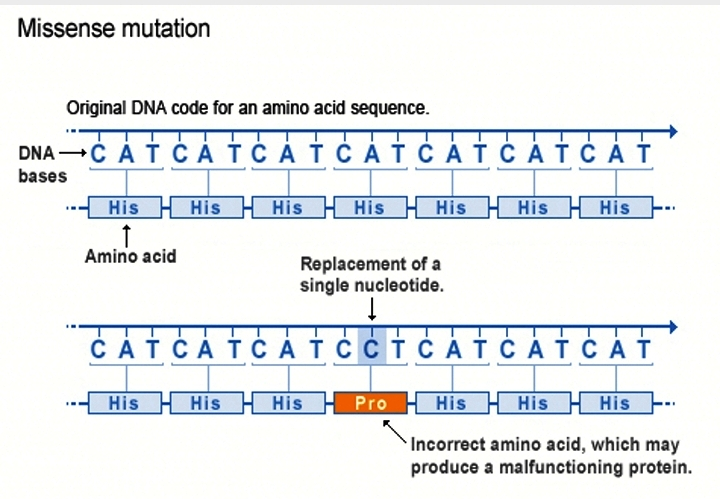 Missense mutation
Original DNA code for an amino acid sequence.
DNA bases
C A T C A T C A T C A T C A T C A T C A T
His His His His His His His
Amino acid
Replacement of a
single nucleotide.
C A T C A T C A T C C T C A T C A T C A T
His His His Pro His His His
Incorrect amino acid, which may
produce a malfunctioning protein.